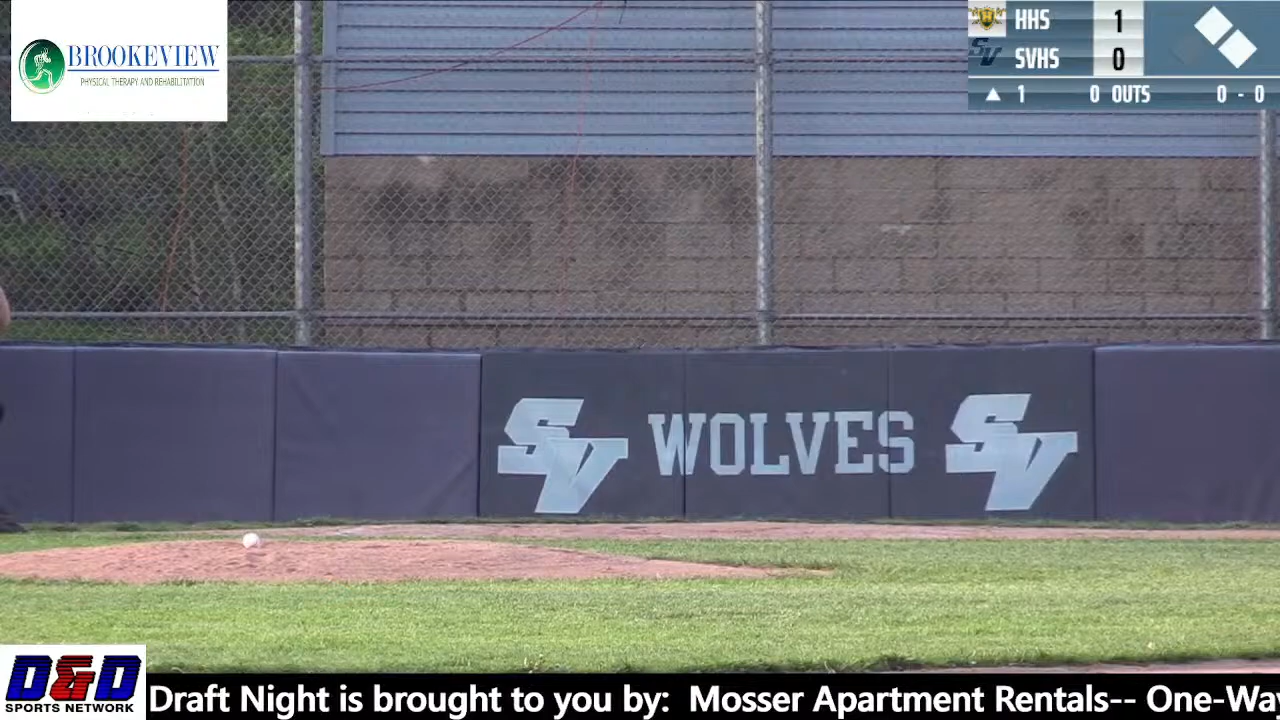 BROOKEVIEW
PHYSICAL THERAPY AND REHABILITATION
HHS 1
SV SVHS 0
▲ 1 0 OUTS 0 - 0
SV WOLVES SV
D&D
SPORTS NETWORK
Draft Night is brought to you by: Mosser Apartment Rentals-- One-Wa